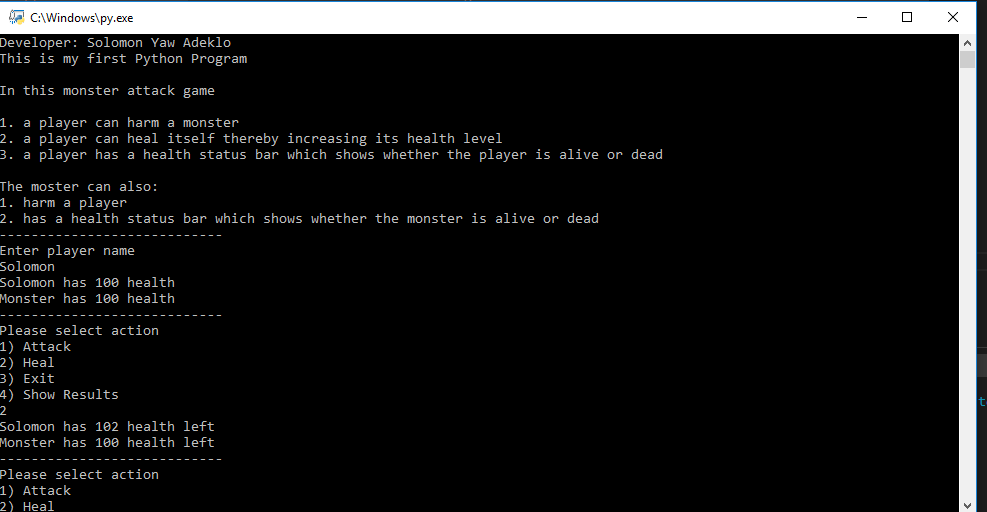 C:\Windows\py.exe
Developer: Solomon Yaw Adeklo
This is my first Python Program
In this monster attack game
1. a player can harm a monster
2. a player can heal itself thereby increasing its health level
3. a player has a health status bar which shows whether the player is alive or dead
The moster can also:
1. harm a player
2. has a health status bar which shows whether the monster is alive or dead
----------------------------
Enter player name
Solomon
Solomon has 100 health
Monster has 100 health
----------------------------
Please select action
1) Attack
2) Heal
3) Exit
4) Show Results
2
Solomon has 102 health left
Monster has 100 health left
----------------------------
Please select action
1) Attack
2) Heal